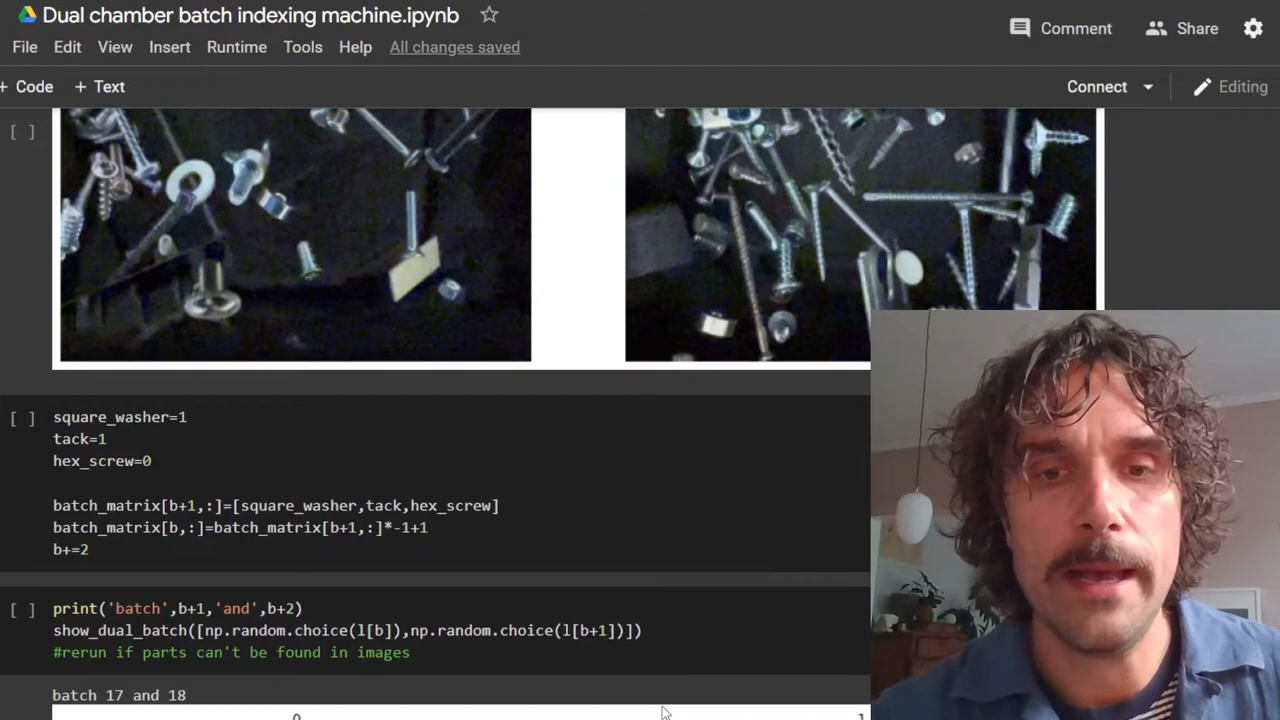 Dual chamber batch indexing machine.ipynb
Comment
Share
File Edit View Insert Runtime Tools Help All changes saved
+ Code + Text
Connect
Editing
[ ]
[ ] square_washer=1
tack=1
hex_screw=0
batch_matrix[b+1,:]=[square_washer,tack,hex_screw]
batch_matrix[b,:]=batch_matrix[b+1,:]*-1+1
b+=2
[ ] print('batch',b+1,'and',b+2)
show_dual_batch([np.random.choice(l[b]),np.random.choice(l[b+1])])
#rerun if parts can't be found in images
batch 17 and 18
0 1